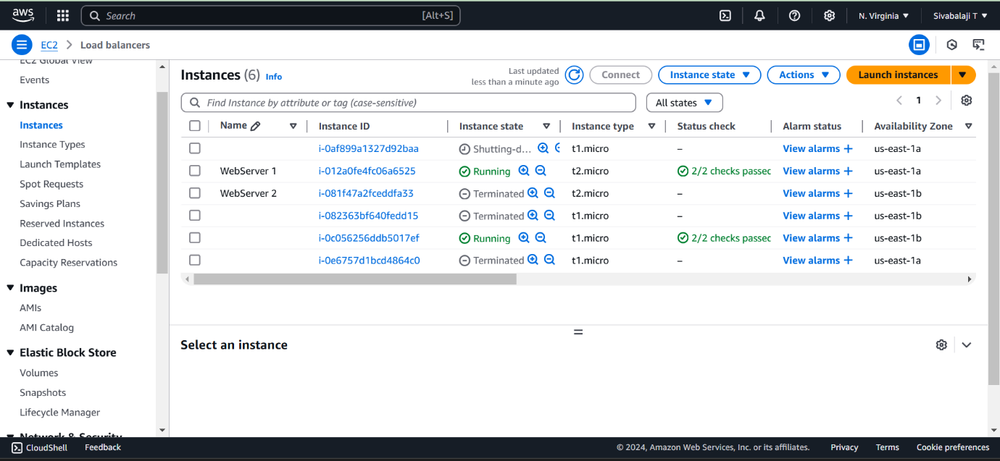 aws
Search [Alt+S] N. Virginia Sivabalaji T
EC2 Load balancers
EC2 Global View
Events
Instances
Instances
Instance Types
Launch Templates
Spot Requests
Savings Plans
Reserved Instances
Dedicated Hosts
Capacity Reservations
Images
AMIs
AMI Catalog
Elastic Block Store
Volumes
Snapshots
Lifecycle Manager
Network & Security
Instances (6) Info
Last updated
less than a minute ago
Connect Instance state Actions Launch instances
Find Instance by attribute or tag (case-sensitive) All states 1
Name Instance ID Instance state Instance type Status check Alarm status Availability Zone
i-0af899a1327d92baa Shutting-d... t1.micro – View alarms + us-east-1a
WebServer 1 i-012a0fe4fc06a6525 Running t2.micro 2/2 checks passed View alarms + us-east-1a
WebServer 2 i-081f47a2fceddfa33 Terminated t2.micro – View alarms + us-east-1b
i-082363bf640fedd15 Terminated t1.micro – View alarms + us-east-1b
i-0c056256ddb5017ef Running t1.micro 2/2 checks passed View alarms + us-east-1b
i-0e6757d1bcd4864c0 Terminated t1.micro – View alarms + us-east-1a
Select an instance
CloudShell Feedback © 2024, Amazon Web Services, Inc. or its affiliates. Privacy Terms Cookie preferences